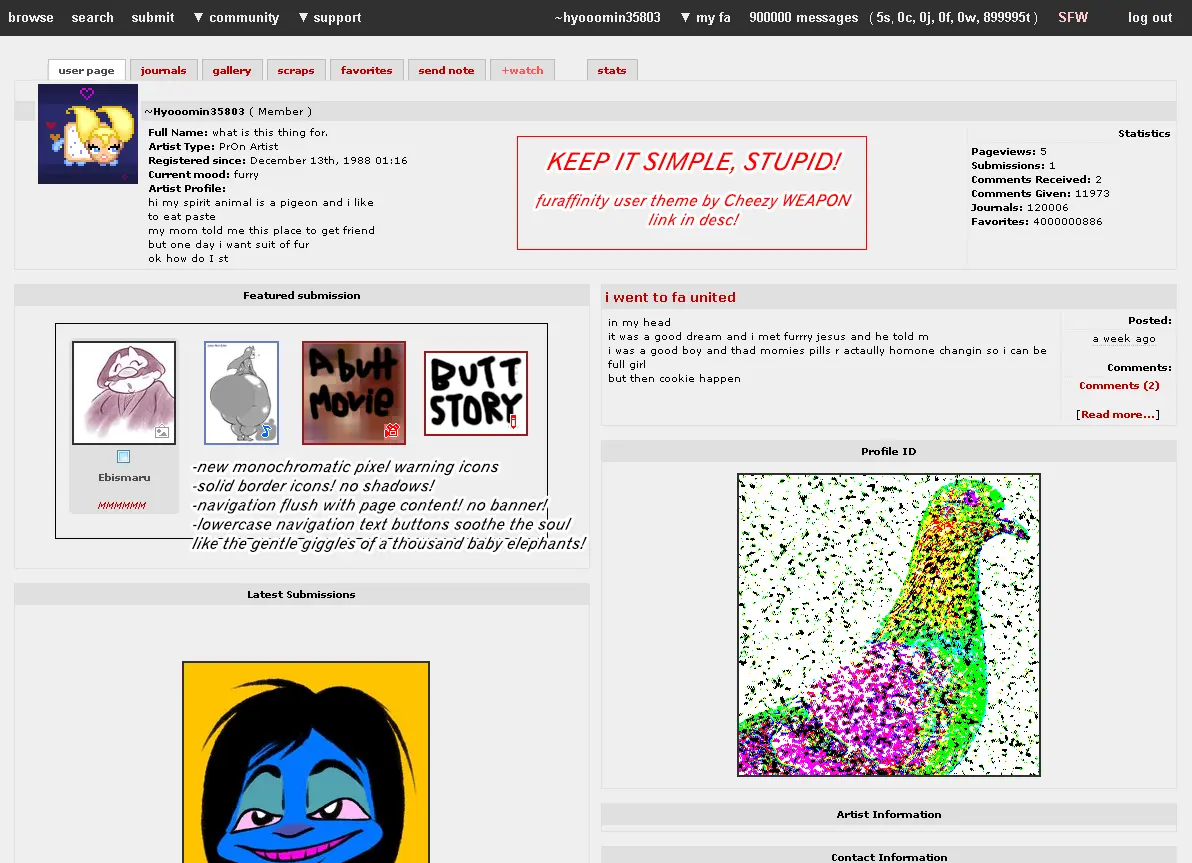 browse search submit ▼ community ▼ support ~hyooomin35803 ▼ my fa 900000 messages ( 5s, 0c, 0j, 0f, 0w, 899995t ) SFW log out
user page journals gallery scraps favorites send note +watch stats
~Hyooomin35803 ( Member )
Full Name: what is this thing for.
Artist Type: PrOn Artist
Registered since: December 13th, 1988 01:16
Current mood: furry
Artist Profile:
hi my spirit animal is a pigeon and i like
to eat paste
my mom told me this place to get friend
but one day i want suit of fur
ok how do I st
KEEP IT SIMPLE, STUPID!
furaffinity user theme by Cheezy WEAPON
link in desc!
Statistics
Pageviews: 5
Submissions: 1
Comments Received: 2
Comments Given: 11973
Journals: 120006
Favorites: 4000000886
Featured submission
A butt
Movie
BUTT
STORY
Ebismaru
MMMMMM
-new monochromatic pixel warning icons
-solid border icons! no shadows!
-navigation flush with page content! no banner!
-lowercase navigation text buttons soothe the soul
like the gentle giggles of a thousand baby elephants!
Latest Submissions
i went to fa united
in my head
it was a good dream and i met furrry jesus and he told m
i was a good boy and thad momies pills r actaully homone changin so i can be
full girl
but then cookie happen
Posted:
a week ago
Comments:
Comments (2)
[Read more...]
Profile ID
Artist Information
Contact Information